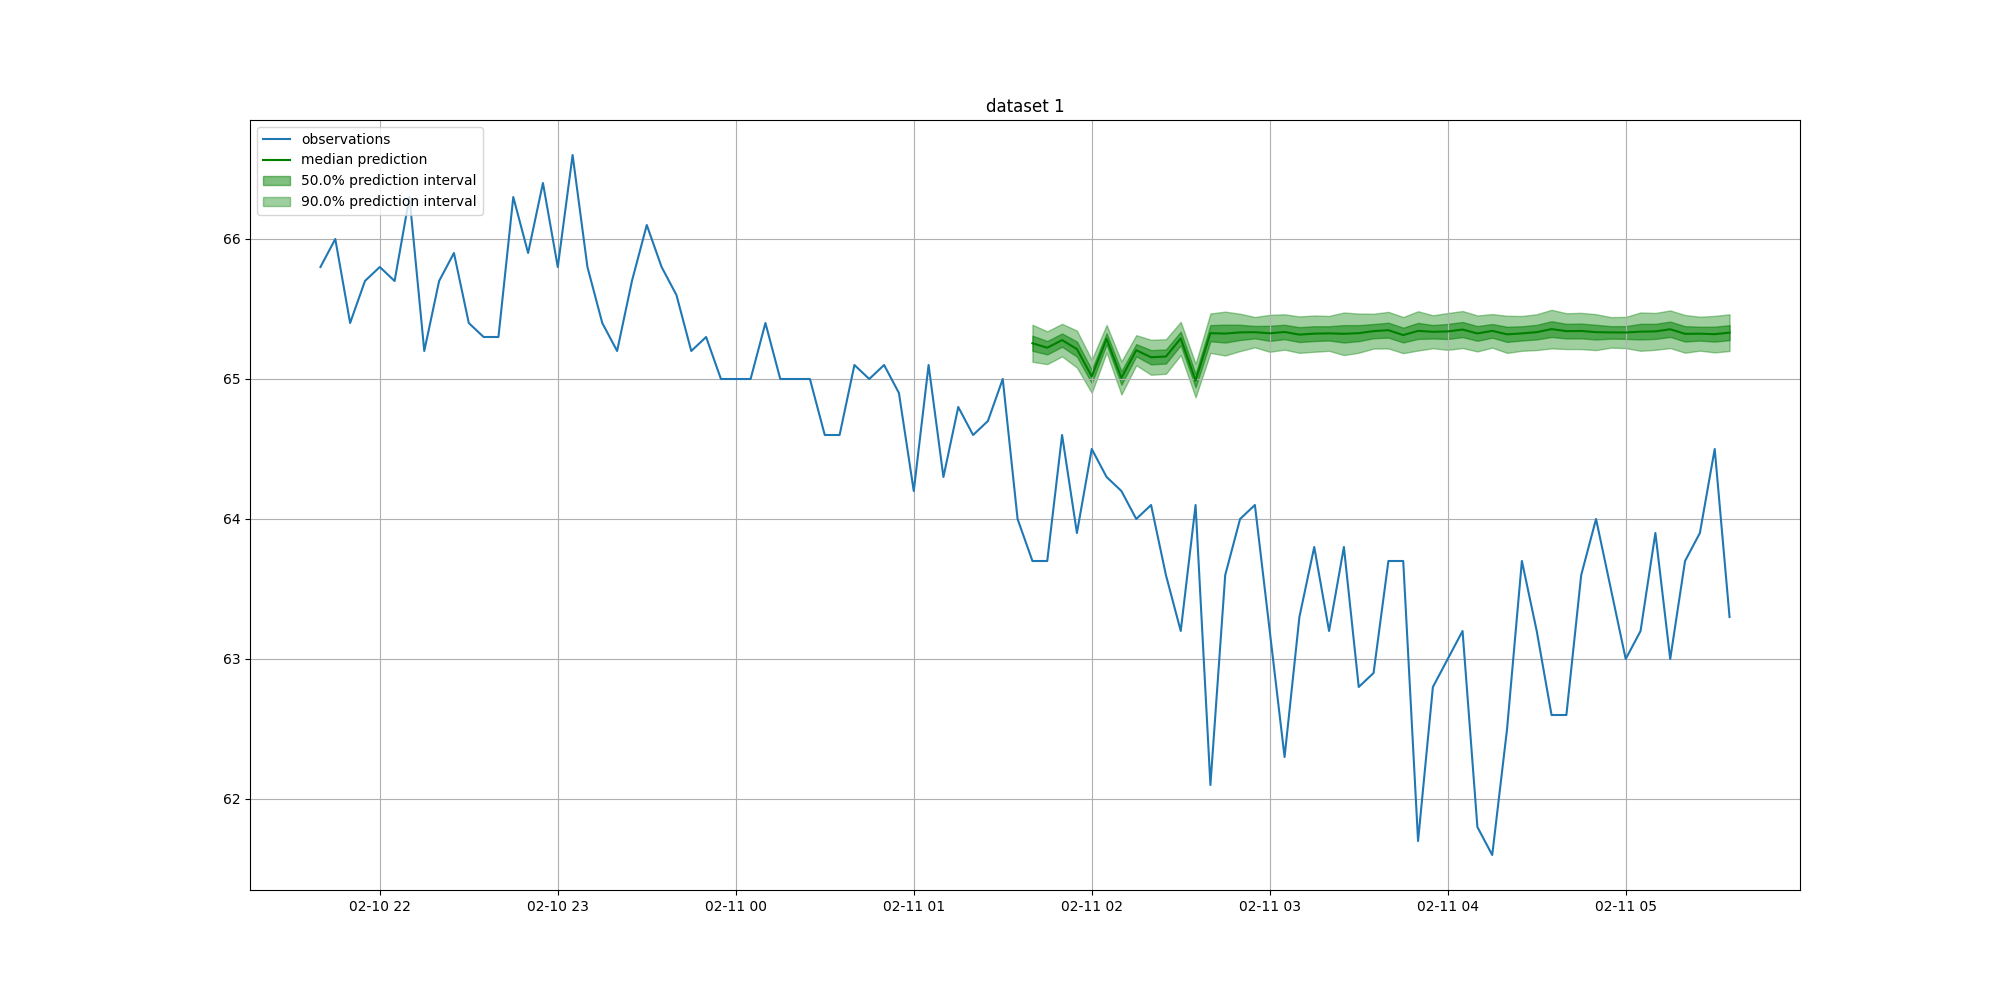 dataset 1
observations
median prediction
50.0% prediction interval
90.0% prediction interval
66
65
64
63
62
02-10 22
02-10 23
02-11 00
02-11 01
02-11 02
02-11 03
02-11 04
02-11 05